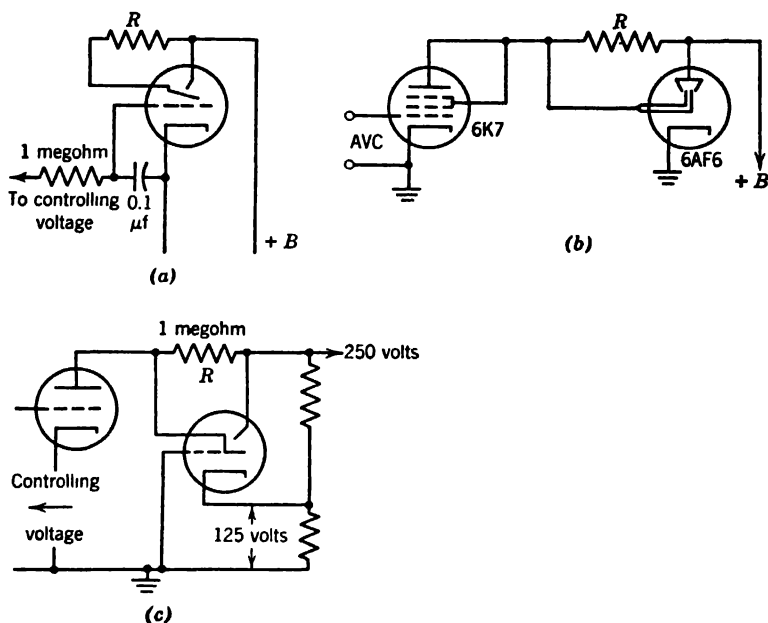 R
1 megohm
To controlling
voltage
0.1
μf
+ B
(a)
R
AVC
6K7
6AF6
+ B
(b)
1 megohm
R
250 volts
Controlling
voltage
125 volts
(c)